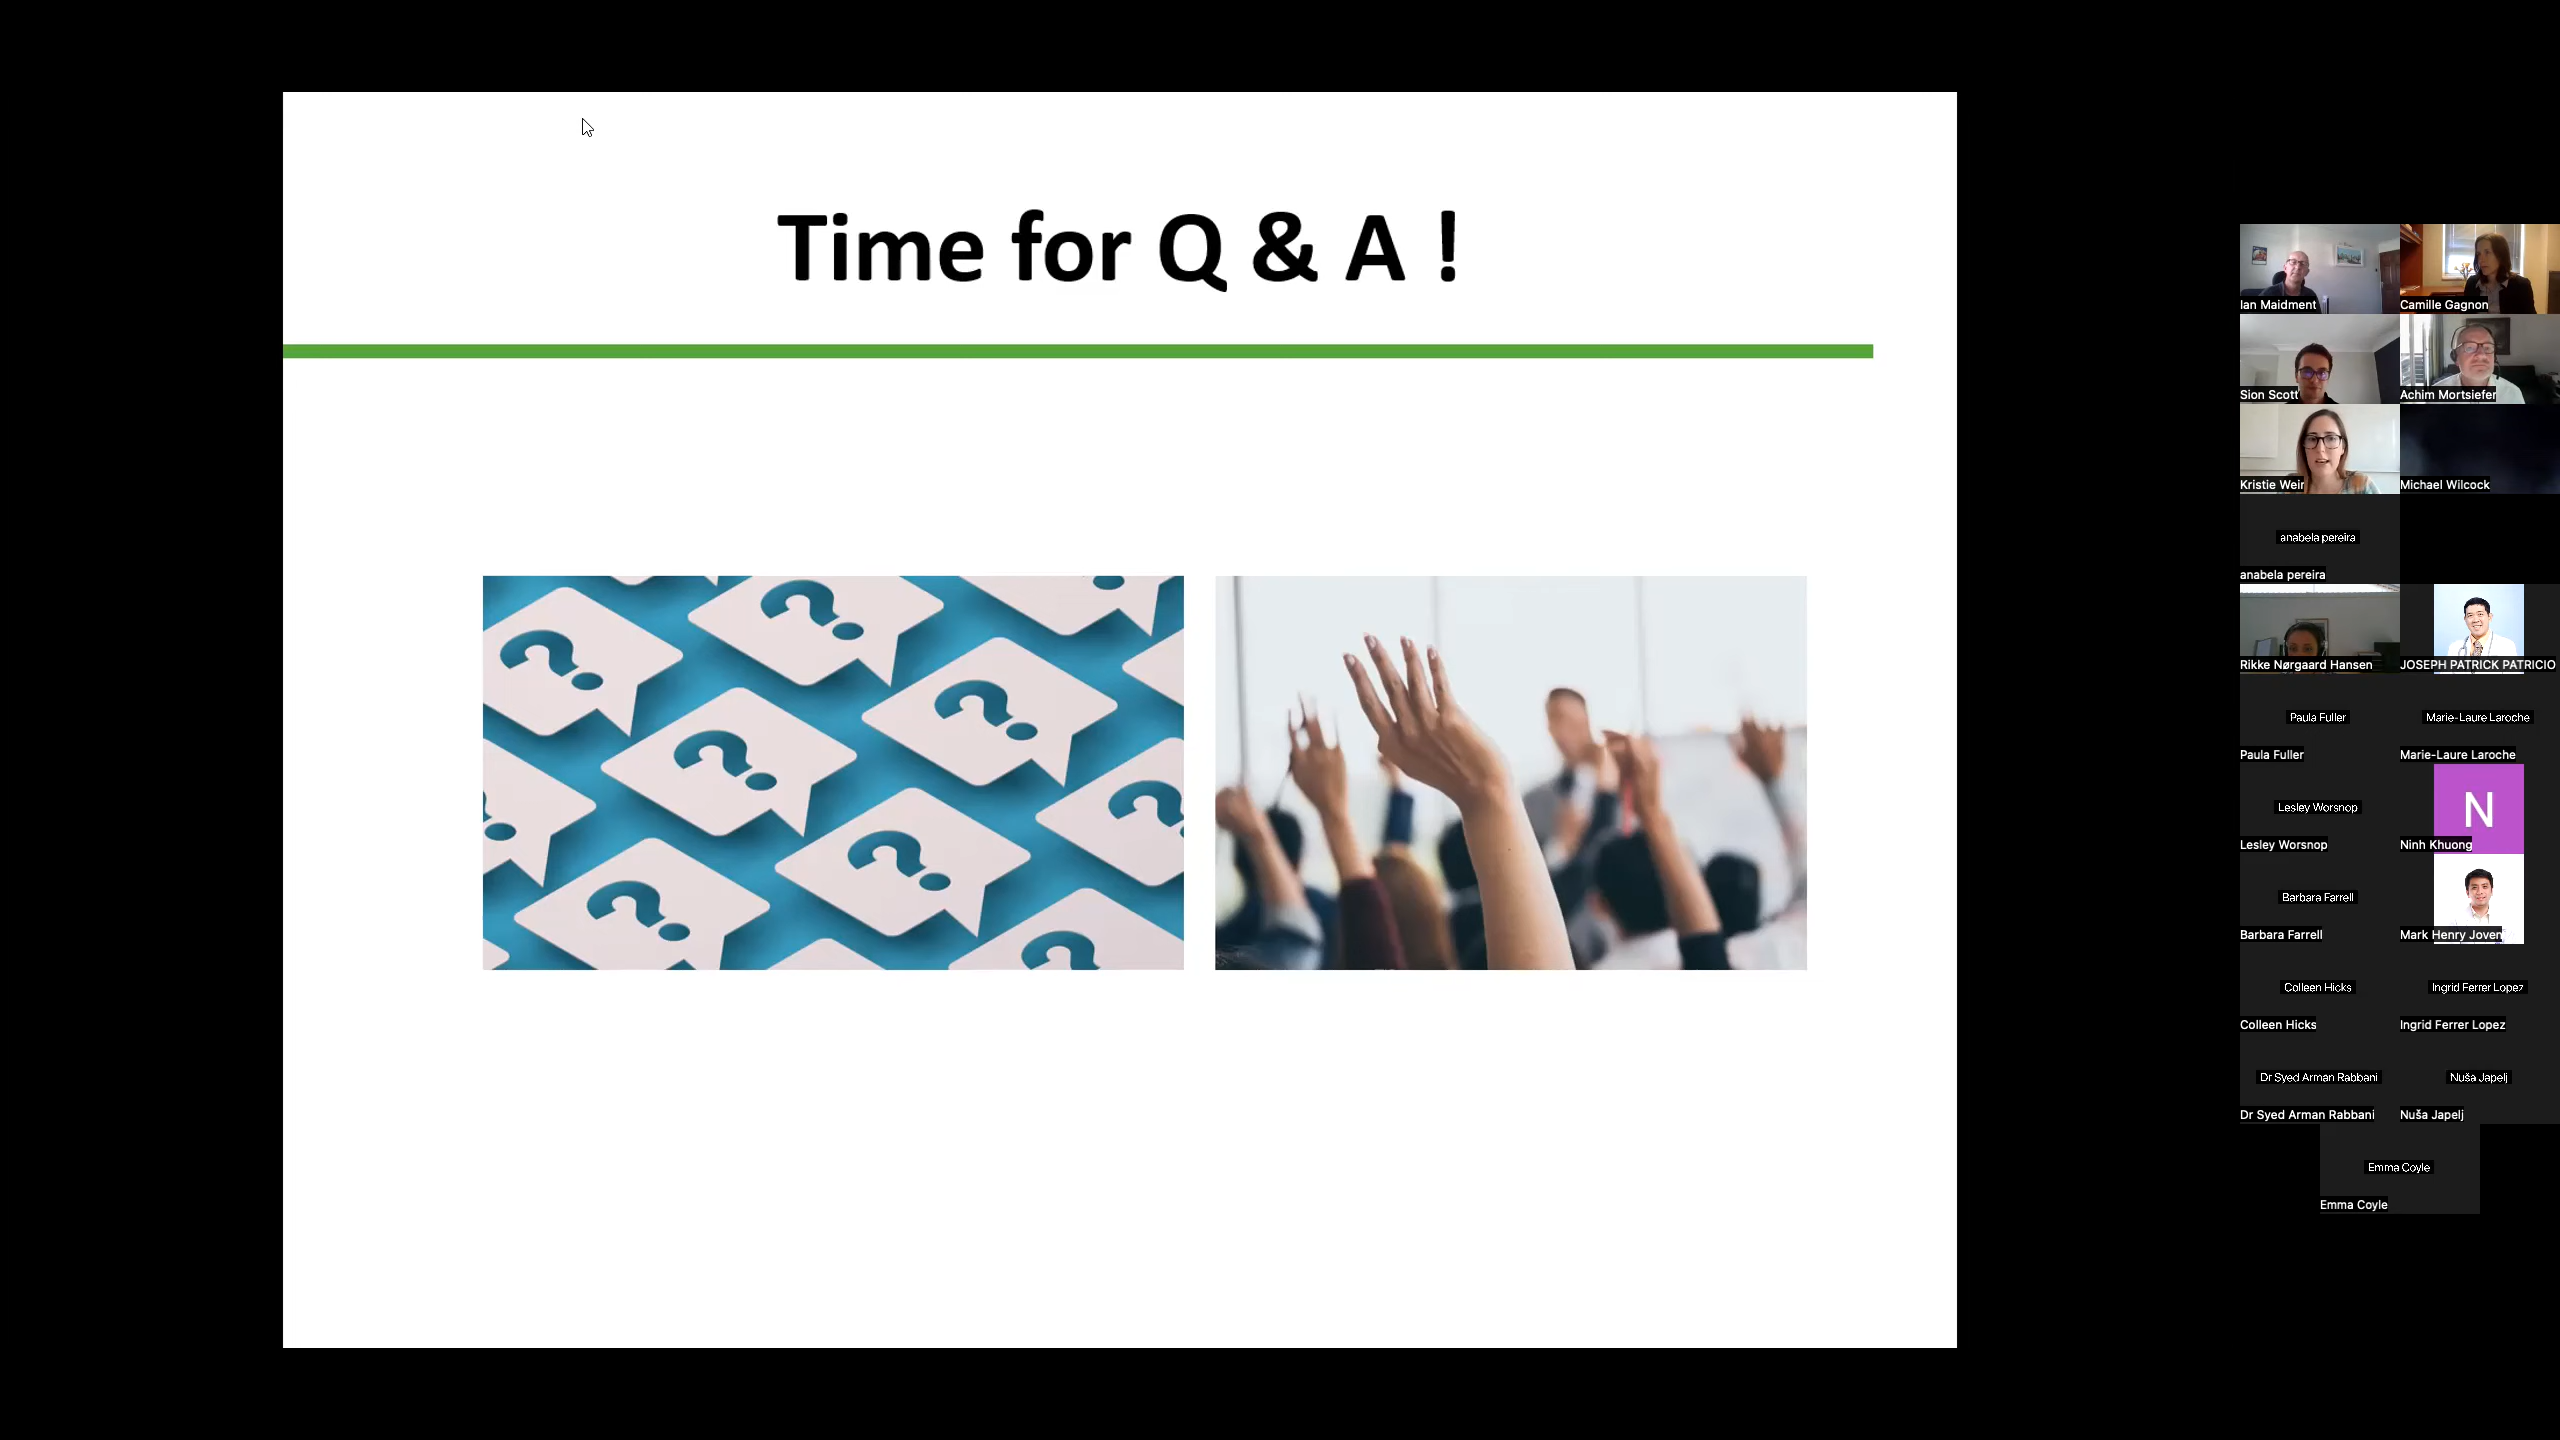 Time for Q & A !
Ian Maidment
Camille Gagnon
Sion Scott
Achim Mortsiefer
Kristie Weir
Michael Wilcock
anabela pereira
anabela pereira
Rikke Nørgaard Hansen
JOSEPH PATRICK PATRICIO
Paula Fuller
Marie-Laure Laroche
Paula Fuller
Marie-Laure Laroche
Lesley Worsnop
N
Lesley Worsnop
Ninh Khuong
Barbara Farrell
Barbara Farrell
Mark Henry Joven
Colleen Hicks
Ingrid Ferrer Lopez
Colleen Hicks
Ingrid Ferrer Lopez
Dr Syed Arman Rabbani
Nuša Japelj
Dr Syed Arman Rabbani
Nuša Japelj
Emma Coyle
Emma Coyle